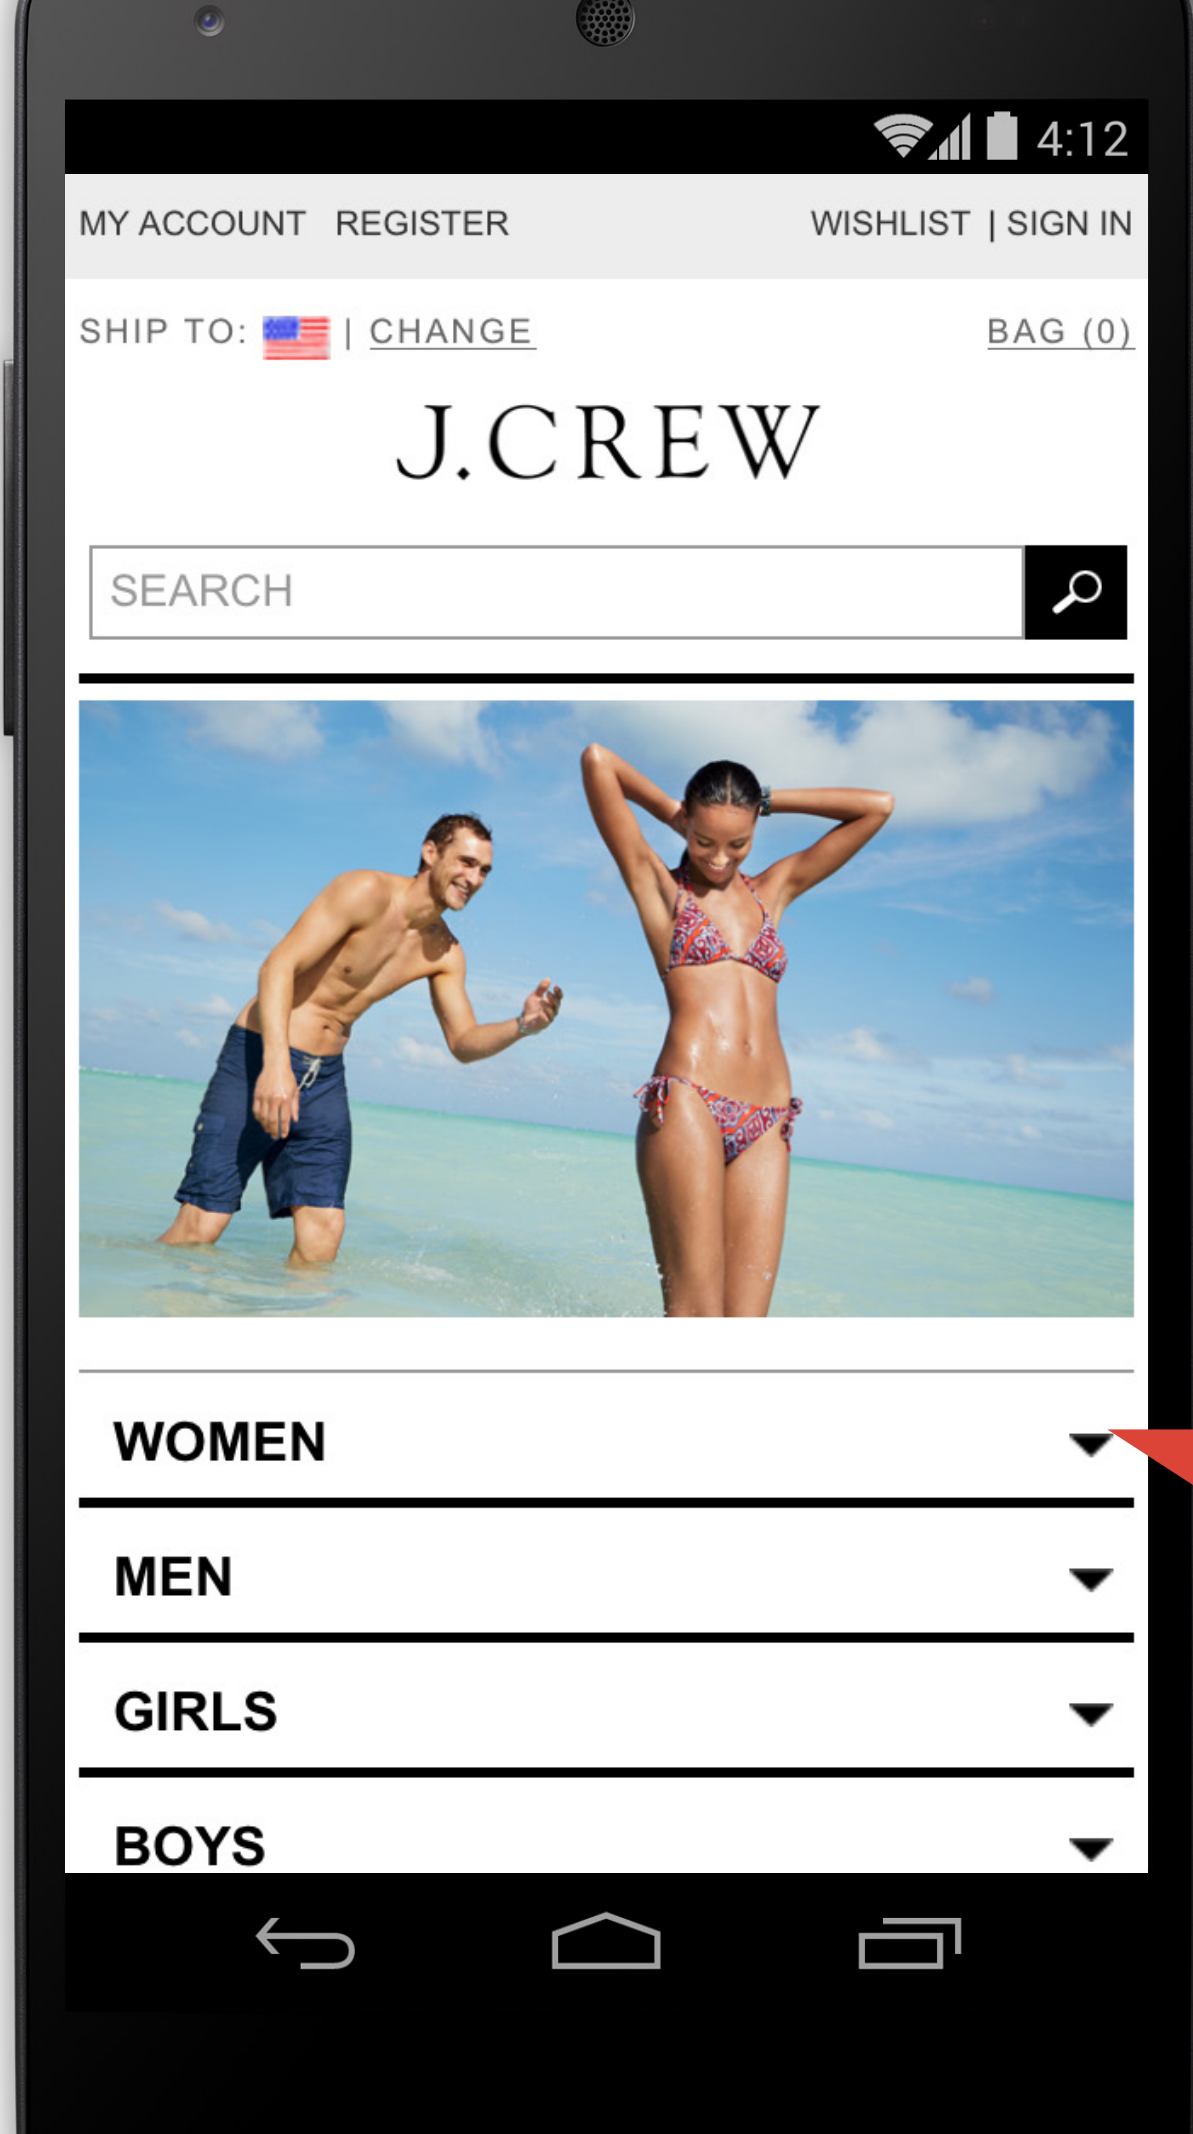 4:12
MY ACCOUNT REGISTER WISHLIST | SIGN IN
SHIP TO: | CHANGE BAG (0)
J.CREW
SEARCH
WOMEN
MEN
GIRLS
BOYS